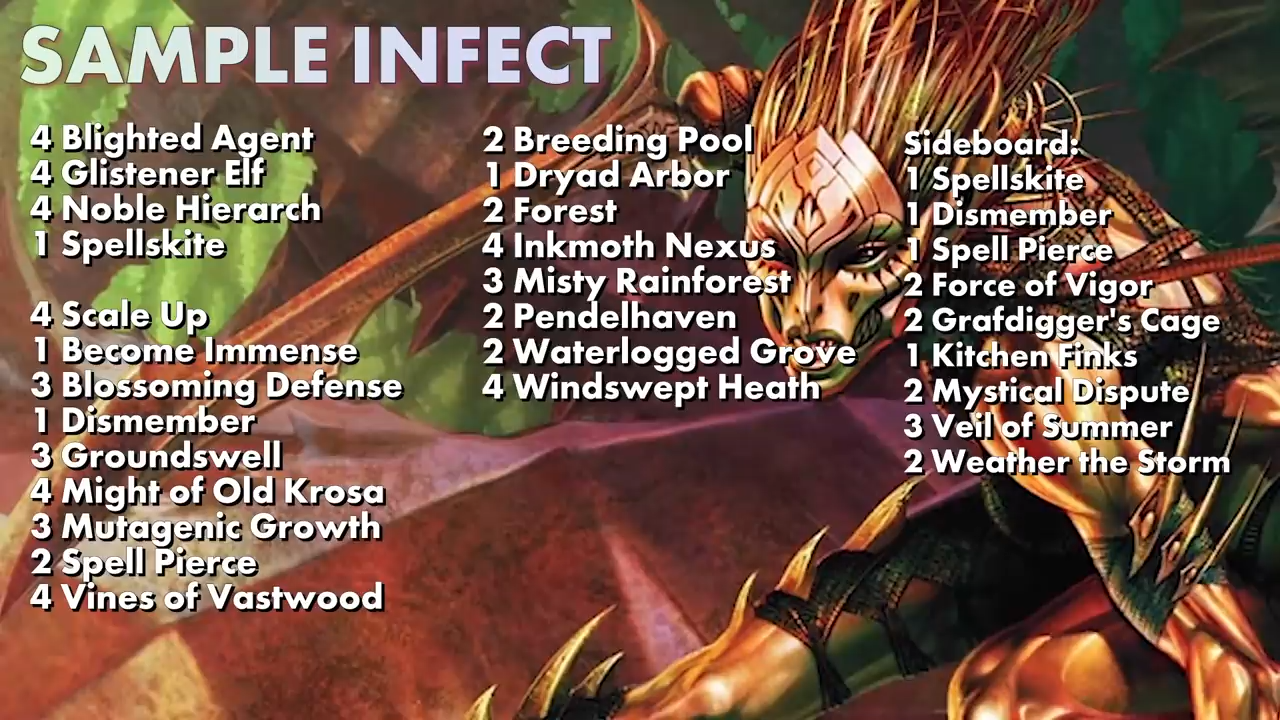 SAMPLE INFECT
4 Blighted Agent
4 Glistener Elf
4 Noble Hierarch
1 Spellskite
4 Scale Up
1 Become Immense
3 Blossoming Defense
1 Dismember
3 Groundswell
4 Might of Old Krosa
3 Mutagenic Growth
2 Spell Pierce
4 Vines of Vastwood
2 Breeding Pool
1 Dryad Arbor
2 Forest
4 Inkmoth Nexus
3 Misty Rainforest
2 Pendelhaven
2 Waterlogged Grove
4 Windswept Heath
Sideboard:
1 Spellskite
1 Dismember
1 Spell Pierce
2 Force of Vigor
2 Grafdigger's Cage
1 Kitchen Finks
2 Mystical Dispute
3 Veil of Summer
2 Weather the Storm